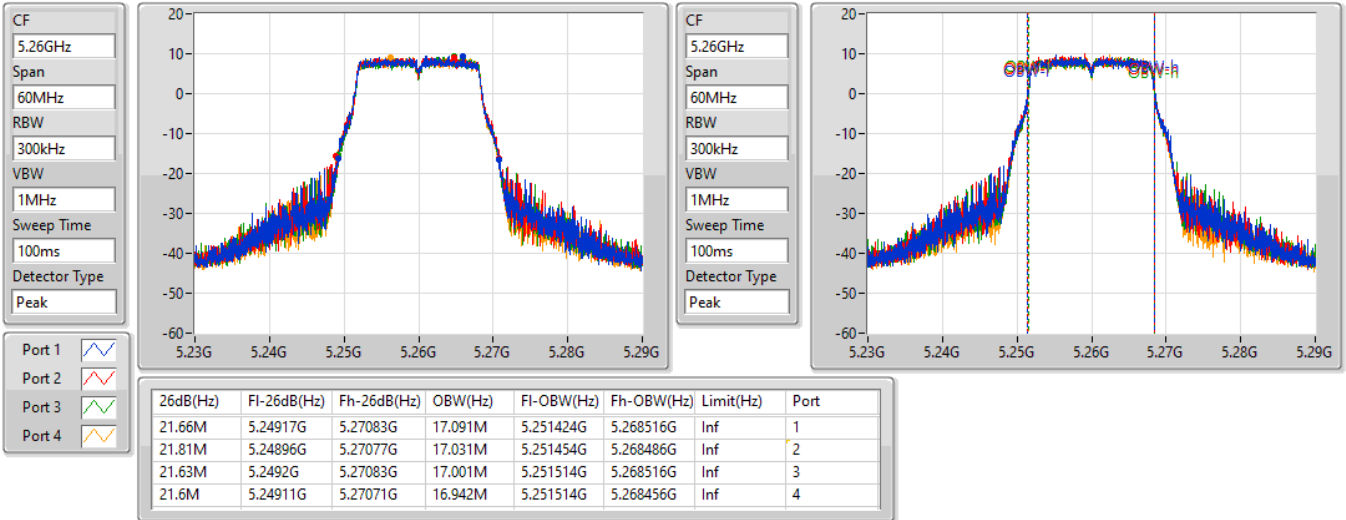 CF
5.26GHz
Span
60MHz
RBW
300kHz
VBW
1MHz
Sweep Time
100ms
Detector Type
Peak
20
10
0
-10
-20
-30
-40
-50
-60
5.23G 5.24G 5.25G 5.26G 5.27G 5.28G 5.29G
CF
5.26GHz
Span
60MHz
RBW
300kHz
VBW
1MHz
Sweep Time
100ms
Detector Type
Peak
20
10
0
-10
-20
-30
-40
-50
-60
OBW-l OBW-h
5.23G 5.24G 5.25G 5.26G 5.27G 5.28G 5.29G
Port 1
Port 2
Port 3
Port 4
26dB(Hz) Fl-26dB(Hz) Fh-26dB(Hz) OBW(Hz) Fl-OBW(Hz) Fh-OBW(Hz) Limit(Hz) Port
21.66M 5.24917G 5.27083G 17.091M 5.251424G 5.268516G Inf 1
21.81M 5.24896G 5.27077G 17.031M 5.251454G 5.268486G Inf 2
21.63M 5.2492G 5.27083G 17.001M 5.251514G 5.268516G Inf 3
21.6M 5.24911G 5.27071G 16.942M 5.251514G 5.268456G Inf 4